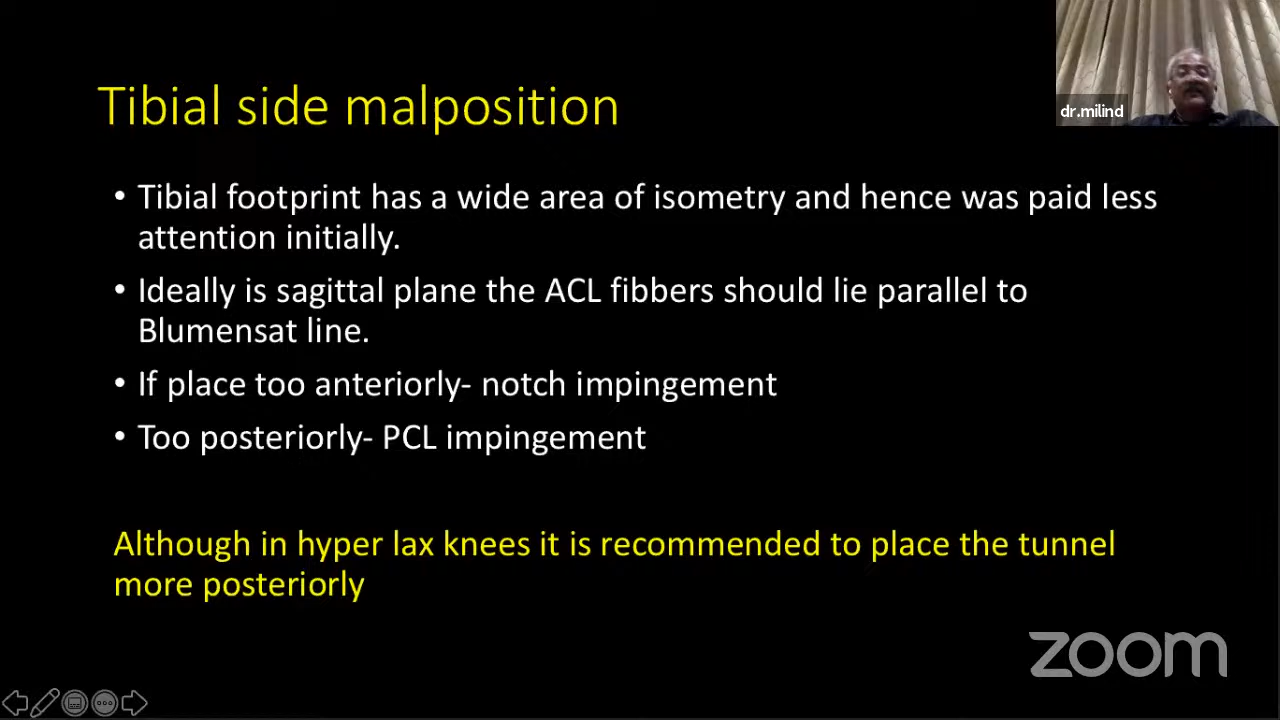 Tibial side malposition
dr.milind
• Tibial footprint has a wide area of isometry and hence was paid less
attention initially.
• Ideally is sagittal plane the ACL fibbers should lie parallel to
Blumensat line.
• If place too anteriorly- notch impingement
• Too posteriorly- PCL impingement
Although in hyper lax knees it is recommended to place the tunnel
more posteriorly
zoom